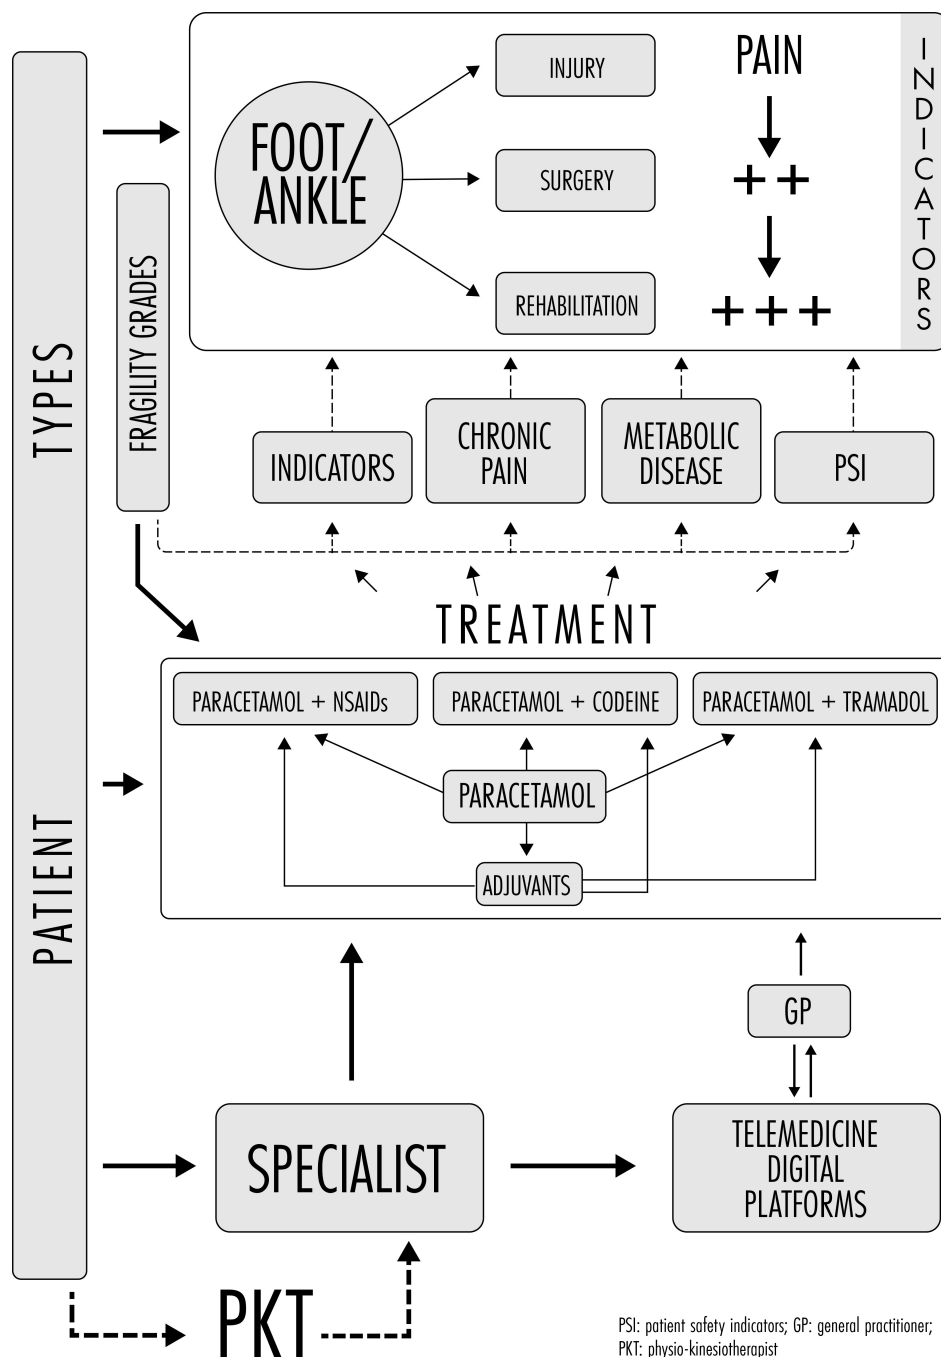 PATIENT TYPES
FRAGILITY GRADES
FOOT/
ANKLE
INJURY
SURGERY
REHABILITATION
PAIN
++
+++
INDICATORS
INDICATORS
CHRONIC
PAIN
METABOLIC
DISEASE
PSI
TREATMENT
PARACETAMOL + NSAIDs
PARACETAMOL + CODEINE
PARACETAMOL + TRAMADOL
PARACETAMOL
ADJUVANTS
GP
SPECIALIST
TELEMEDICINE
DIGITAL
PLATFORMS
PKT
PSI: patient safety indicators; GP: general practitioner;
PKT: physio-kinesiotherapist